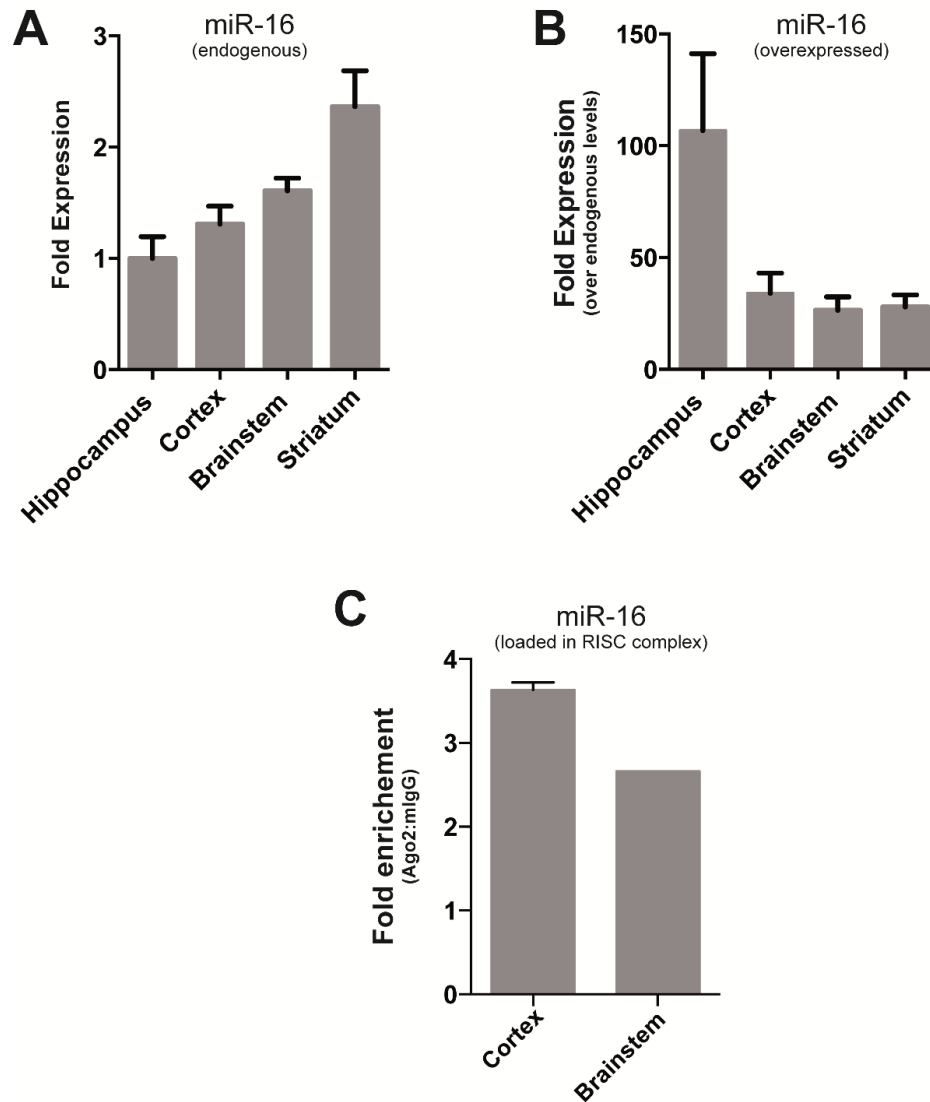 A
miR-16
(endogenous)
Fold Expression
3
2
1
0
Hippocampus
Cortex
Brainstem
Striatum
B
miR-16
(overexpressed)
Fold Expression
(over endogenous levels)
150
100
50
0
Hippocampus
Cortex
Brainstem
Striatum
C
miR-16
(loaded in RISC complex)
Fold enrichement
(Ago2:mIgG)
4
3
2
1
0
Cortex
Brainstem